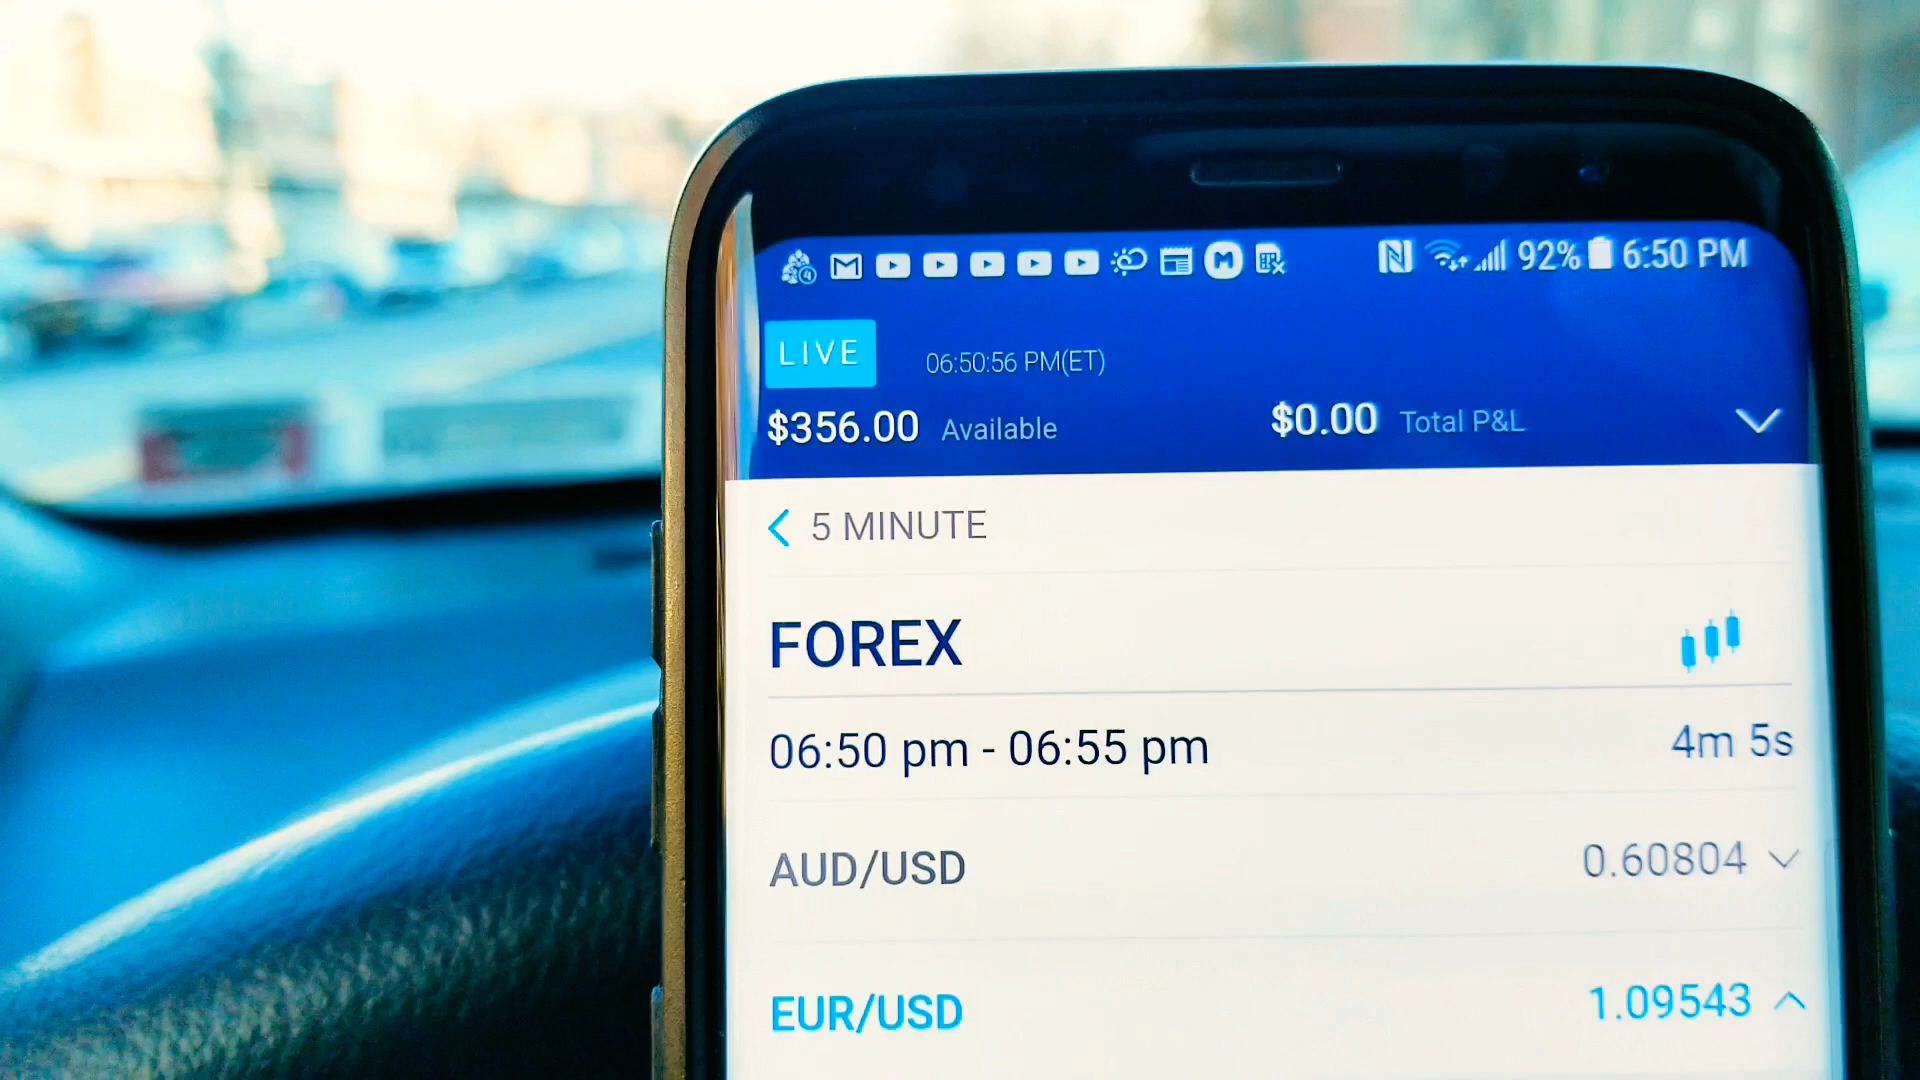 92% 6:50 PM
LIVE 06:50:56 PM(ET)
$356.00 Available $0.00 Total P&L
5 MINUTE
FOREX
06:50 pm - 06:55 pm 4m 5s
AUD/USD 0.60804
EUR/USD 1.09543